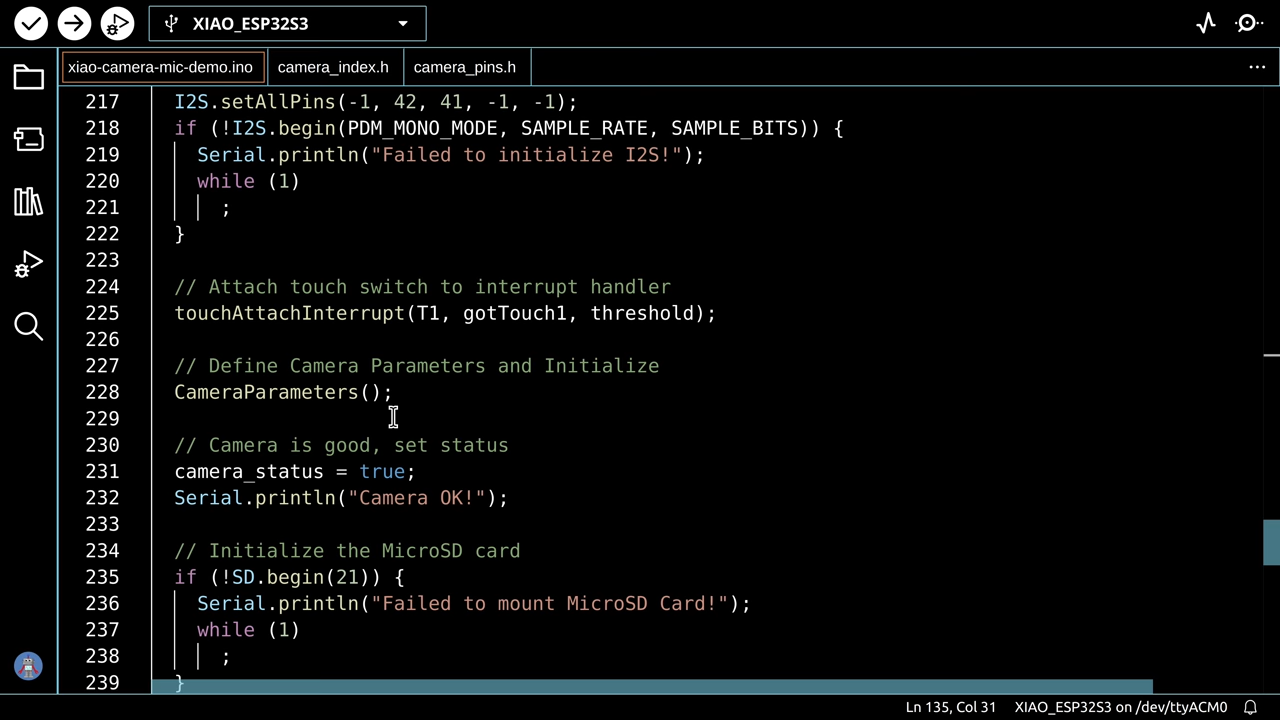 XIAO_ESP32S3
xiao-camera-mic-demo.ino camera_index.h camera_pins.h
217 I2S.setAllPins(-1, 42, 41, -1, -1);
218 if (!I2S.begin(PDM_MONO_MODE, SAMPLE_RATE, SAMPLE_BITS)) {
219 Serial.println("Failed to initialize I2S!");
220 while (1)
221 ;
222 }
223
224 // Attach touch switch to interrupt handler
225 touchAttachInterrupt(T1, gotTouch1, threshold);
226
227 // Define Camera Parameters and Initialize
228 CameraParameters();
229
230 // Camera is good, set status
231 camera_status = true;
232 Serial.println("Camera OK!");
233
234 // Initialize the MicroSD card
235 if (!SD.begin(21)) {
236 Serial.println("Failed to mount MicroSD Card!");
237 while (1)
238 ;
239 }
Ln 135, Col 31 XIAO_ESP32S3 on /dev/ttyACM0